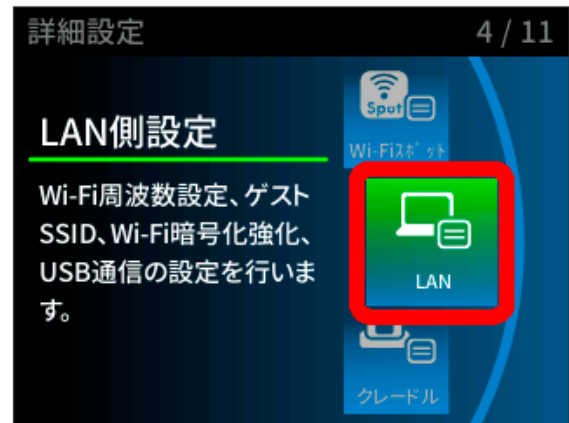 詳細設定
4 / 11
LAN側設定
Wi-Fi周波数設定、ゲスト
SSID、Wi-Fi暗号化強化、
USB通信の設定を行いま
す。
Spot
Wi-Fiｽﾎﾟｯﾄ
LAN
クレードル